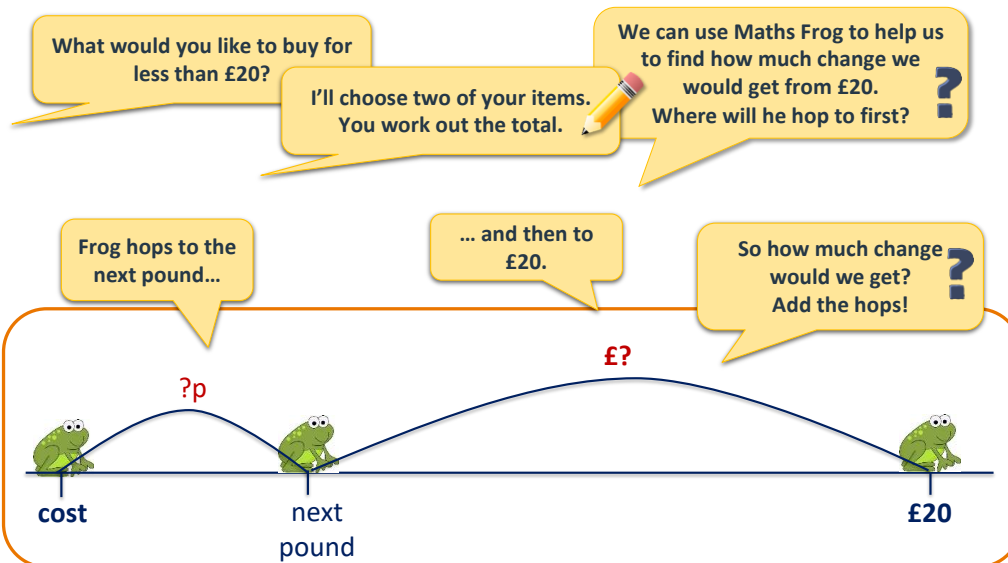 What would you like to buy for
less than £20?
I’ll choose two of your items.
You work out the total.
We can use Maths Frog to help us
to find how much change we
would get from £20.
Where will he hop to first?
?
Frog hops to the
next pound…
… and then to
£20.
So how much change
would we get?
Add the hops!
?
?p
£?
cost
next
pound
£20